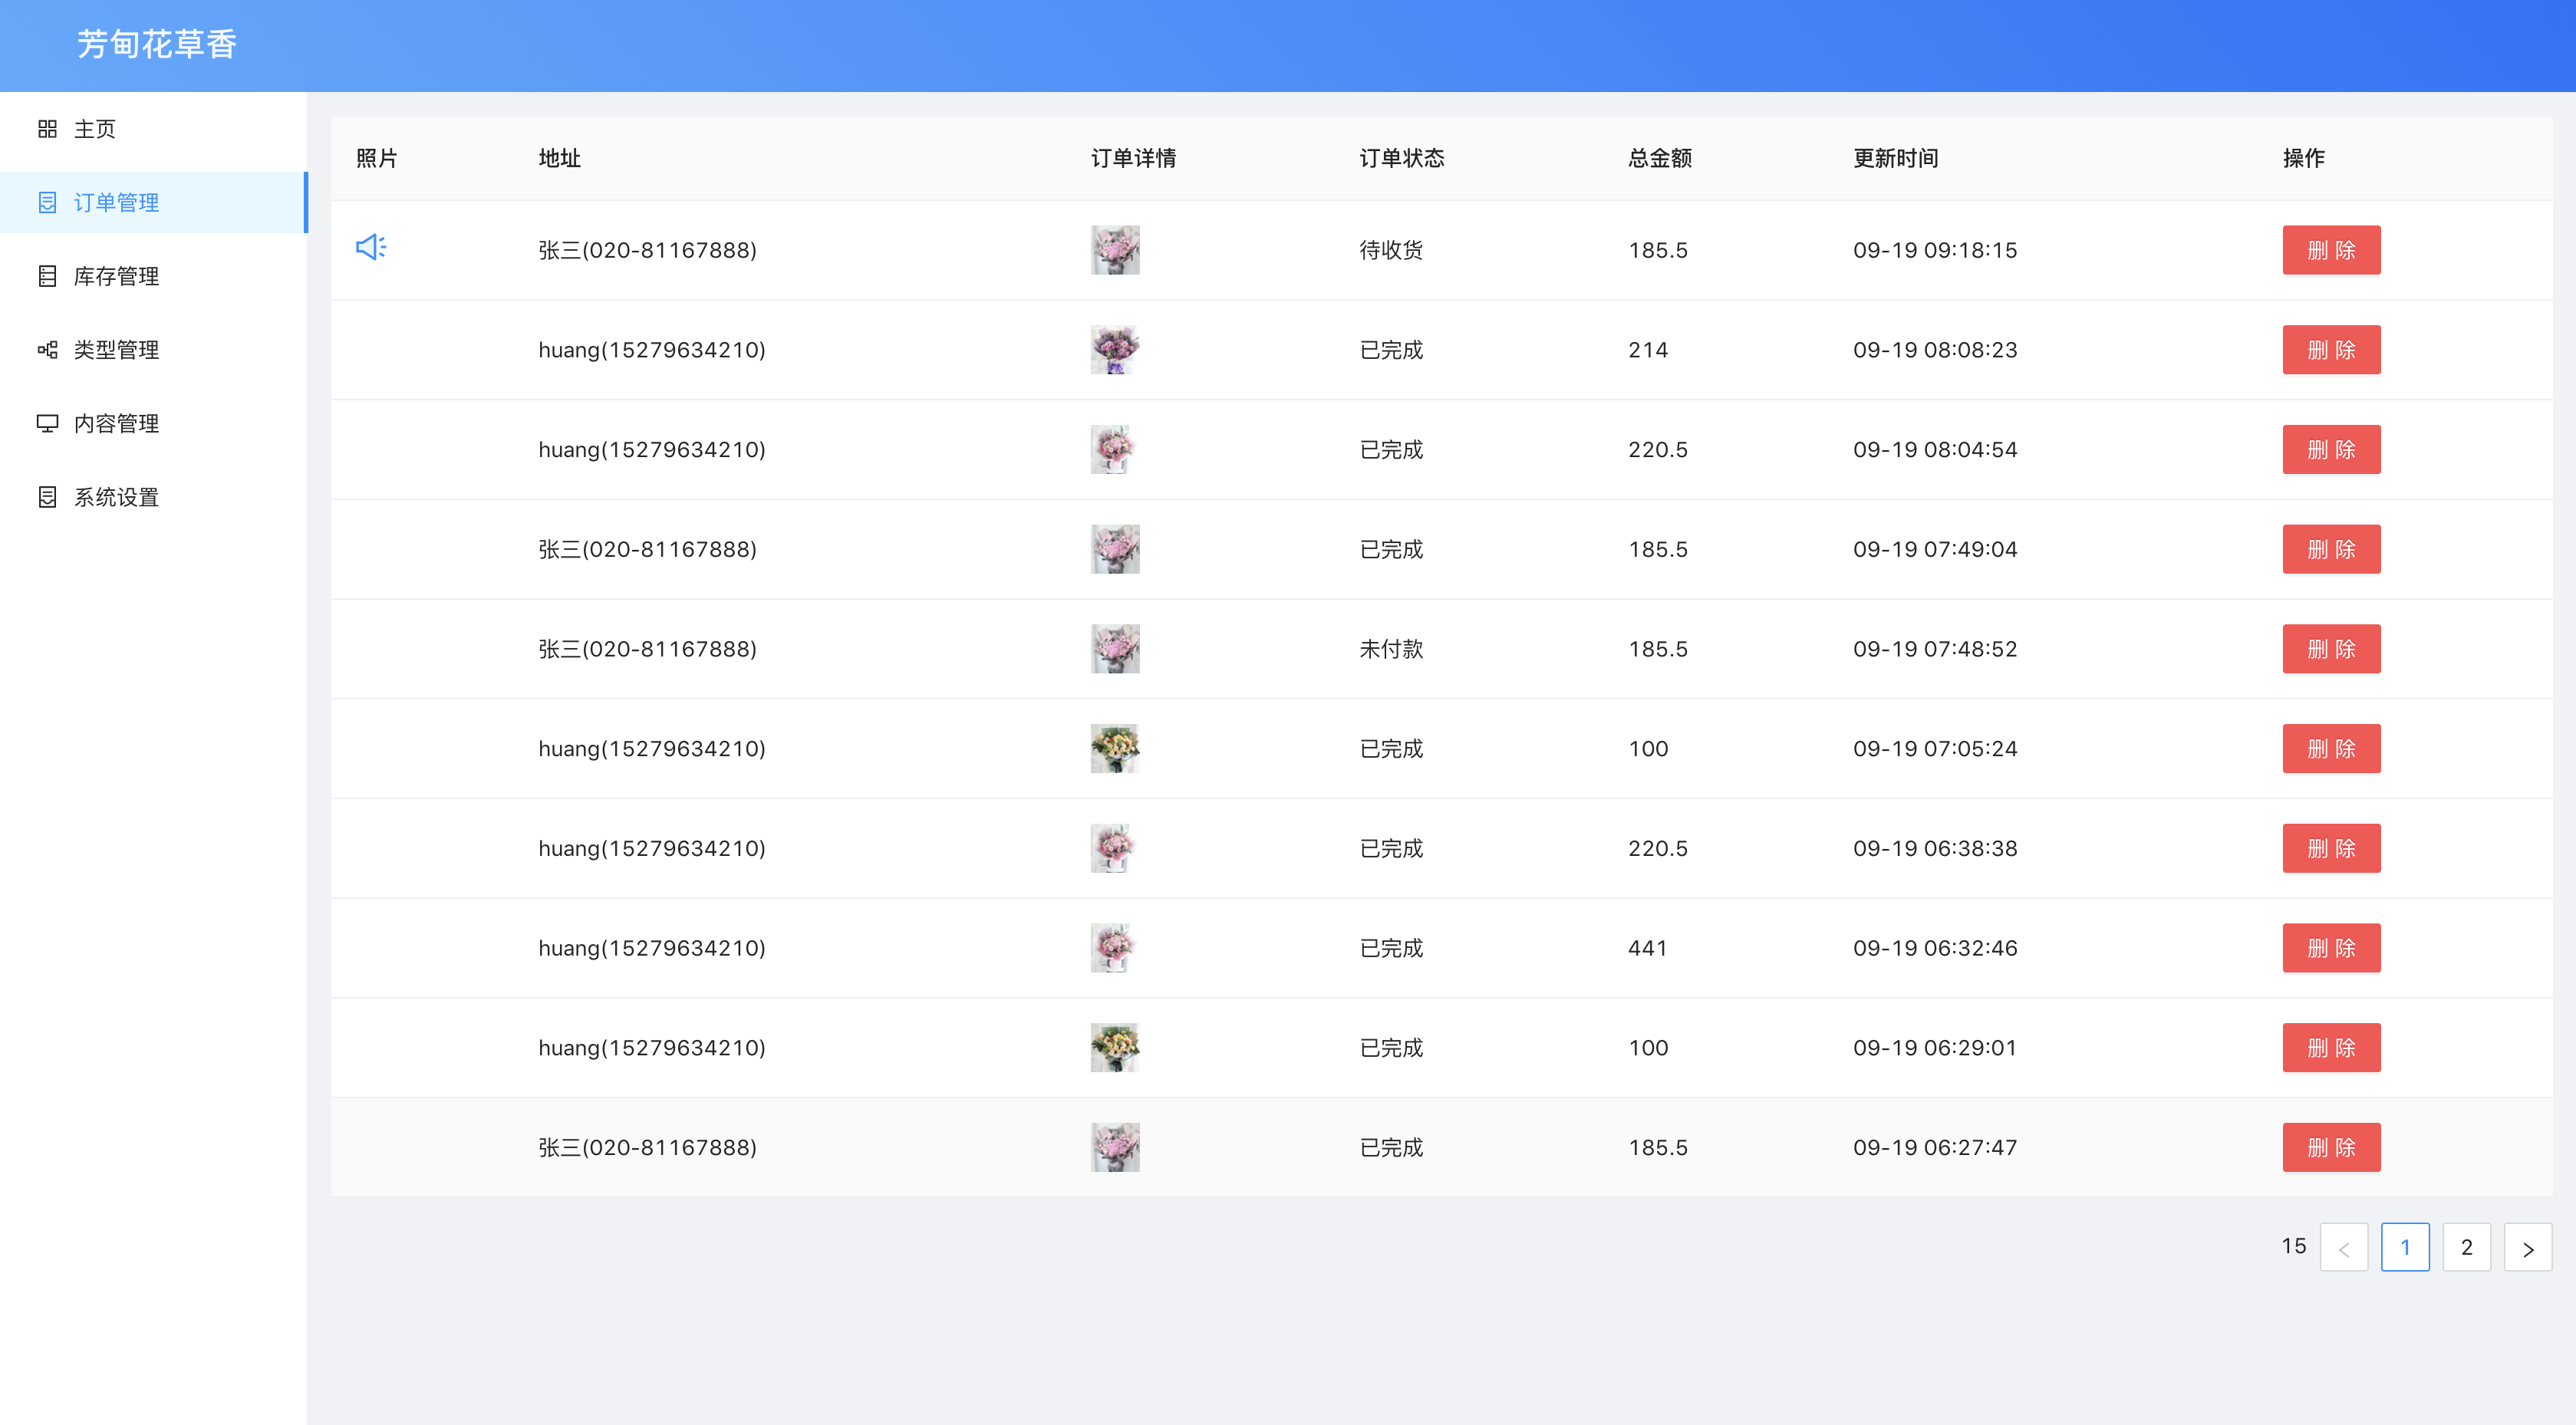 芳甸花草香
主页
订单管理
库存管理
类型管理
内容管理
系统设置
照片 地址 订单详情 订单状态 总金额 更新时间 操作
张三(020-81167888) 待收货 185.5 09-19 09:18:15 删 除
huang(15279634210) 已完成 214 09-19 08:08:23 删 除
huang(15279634210) 已完成 220.5 09-19 08:04:54 删 除
张三(020-81167888) 已完成 185.5 09-19 07:49:04 删 除
张三(020-81167888) 未付款 185.5 09-19 07:48:52 删 除
huang(15279634210) 已完成 100 09-19 07:05:24 删 除
huang(15279634210) 已完成 220.5 09-19 06:38:38 删 除
huang(15279634210) 已完成 441 09-19 06:32:46 删 除
huang(15279634210) 已完成 100 09-19 06:29:01 删 除
张三(020-81167888) 已完成 185.5 09-19 06:27:47 删 除
15 < 1 2 >